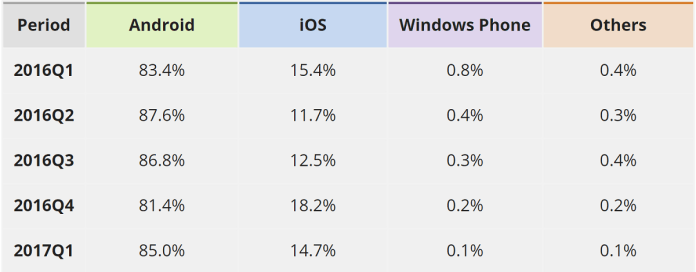 Period Android iOS Windows Phone Others
2016Q1 83.4% 15.4% 0.8% 0.4%
2016Q2 87.6% 11.7% 0.4% 0.3%
2016Q3 86.8% 12.5% 0.3% 0.4%
2016Q4 81.4% 18.2% 0.2% 0.2%
2017Q1 85.0% 14.7% 0.1% 0.1%